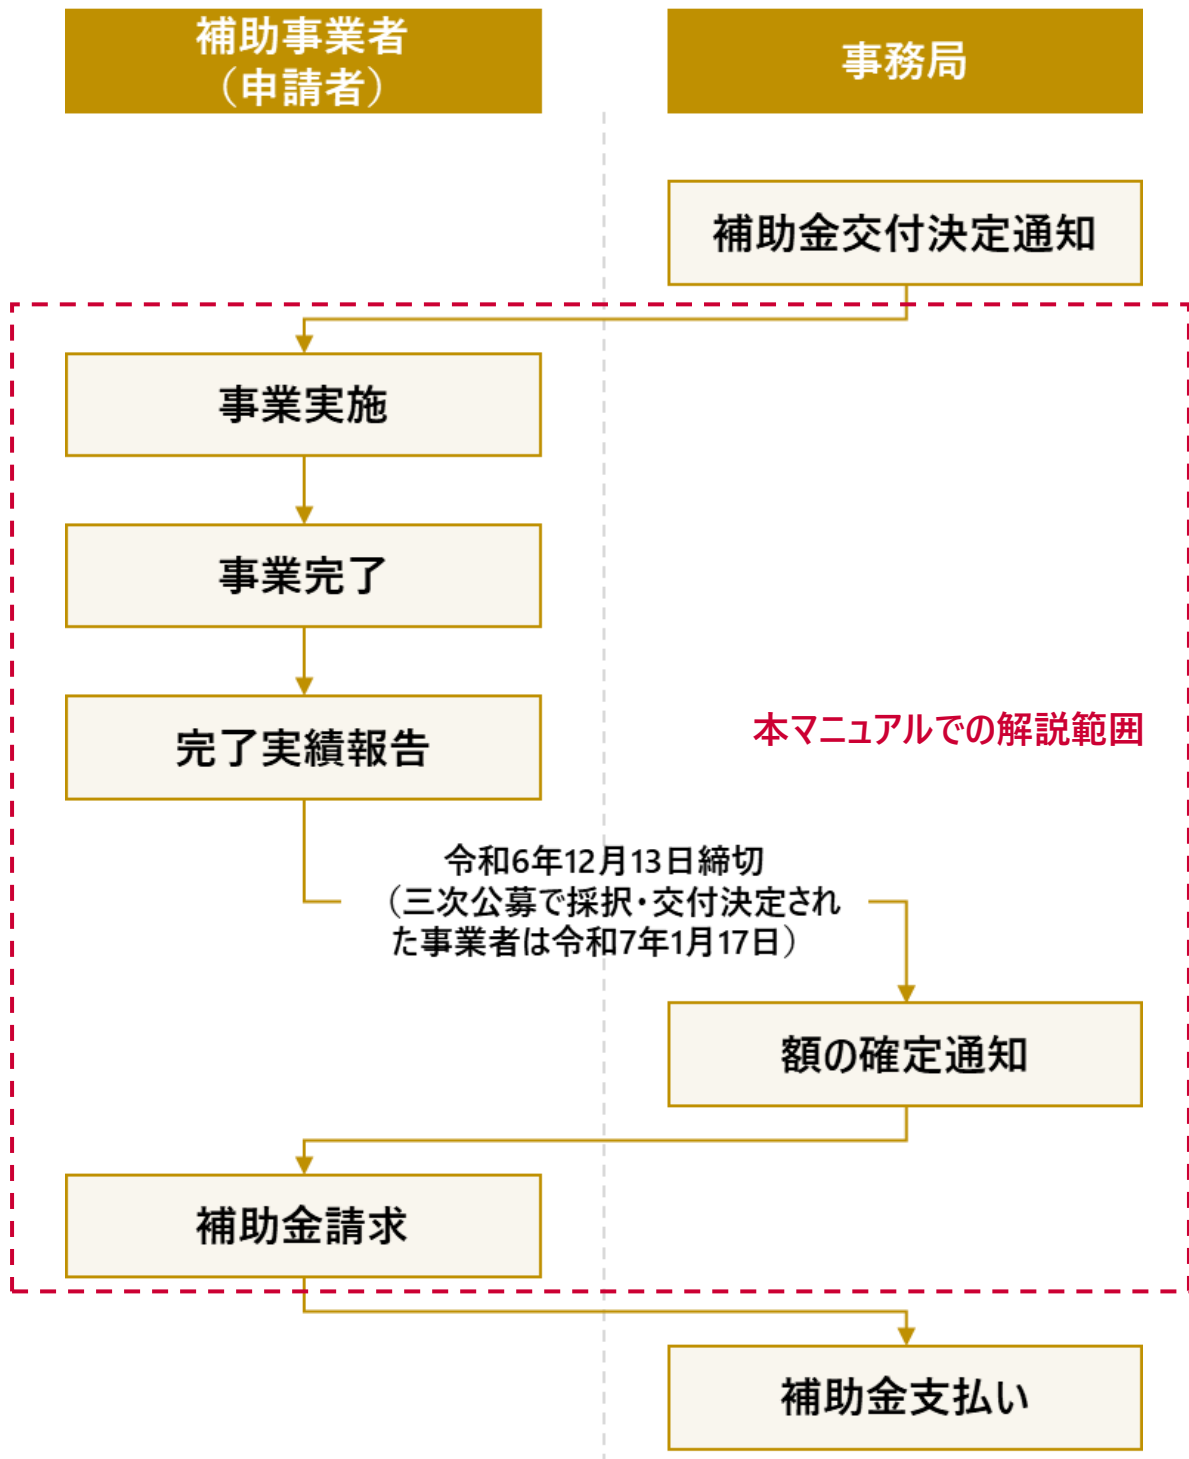 補助事業者
（申請者）
事務局
補助金交付決定通知
事業実施
事業完了
完了実績報告
本マニュアルでの解説範囲
令和6年12月13日締切
（三次公募で採択・交付決定され
た事業者は令和7年1月17日）
額の確定通知
補助金請求
補助金支払い